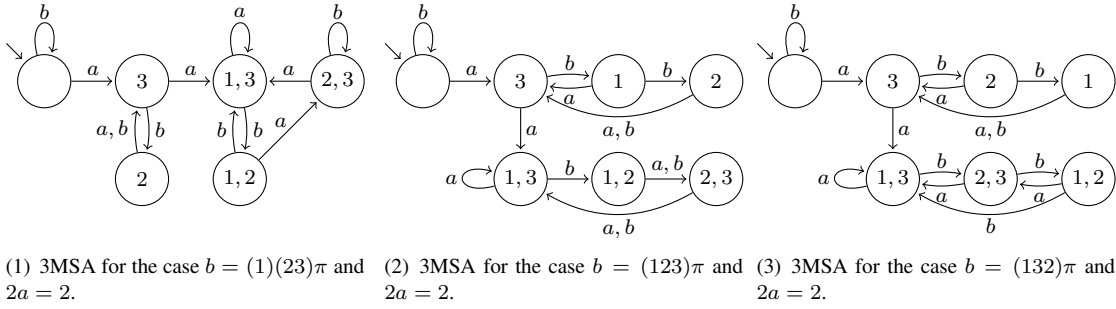 b a b
3 1, 3 2, 3
a a a
a, b b b b a
2 1, 2
b
3 1 2
a b b
a
a, b
a
1, 3 1, 2 2, 3
a b a, b
a, b
b
3 2 1
a b b
a
a, b
a
1, 3 2, 3 1, 2
a b b
a a
b
(1) 3MSA for the case b = (1)(23)π and
2a = 2.
(2) 3MSA for the case b = (123)π and
2a = 2.
(3) 3MSA for the case b = (132)π and
2a = 2.